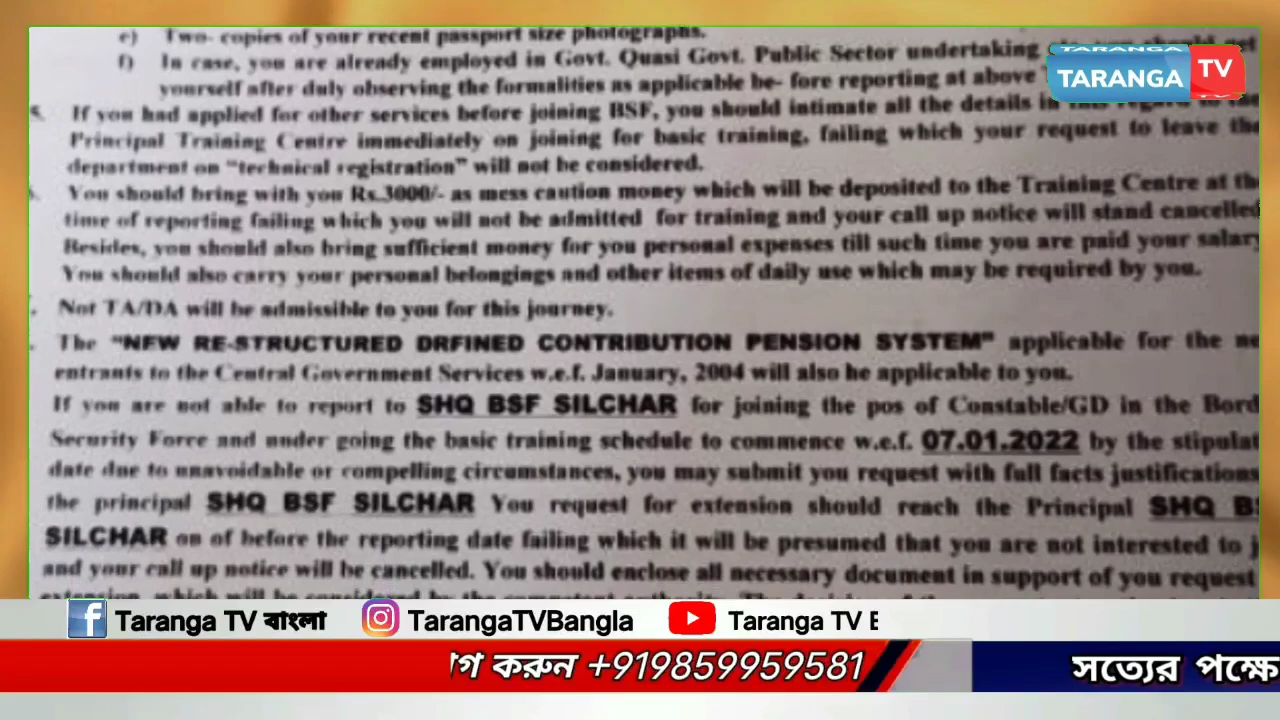 e) Two- copies of your recent passport size photographs.
f) In case, you are already employed in Govt. Quasi Govt. Public Sector undertaking
yourself after duly observing the formalities as applicable be- fore reporting at above
TARANGA
TARANGA TV
5. If you had applied for other services before joining BSF, you should intimate all the details
Principal Training Centre immediately on joining for basic training, failing which your request to leave the
department on "technical registration" will not be considered.
You should bring with you Rs.3000/- as mess caution money which will be deposited to the Training Centre at the
time of reporting failing which you will not be admitted for training and your call up notice will stand cancelled
Besides, you should also bring sufficient money for you personal expenses till such time you are paid your salary
You should also carry your personal belongings and other items of daily use which may be required by you.
Not TA/DA will be admissible to you for this journey.
The "NEW RE-STRUCTURED DRFINED CONTRIBUTION PENSION SYSTEM" applicable for the ne
entrants to the Central Government Services w.e.f. January, 2004 will also he applicable to you.
If you are not able to report to SHQ BSF SILCHAR for joining the pos of Constable/GD in the Bord
Security Force and under going the basic training schedule to commence w.e.f. 07.01.2022 by the stipulat
date due to unavoidable or compelling circumstances, you may submit you request with full facts justifications
the principal SHQ BSF SILCHAR You request for extension should reach the Principal SHQ BS
SILCHAR on of before the reporting date failing which it will be presumed that you are not interested to j
and your call up notice will be cancelled. You should enclose all necessary document in support of you request
Taranga TV বাংলা TarangaTVBangla Taranga TV B
গ করুন +919859959581
সত্যের পক্ষে